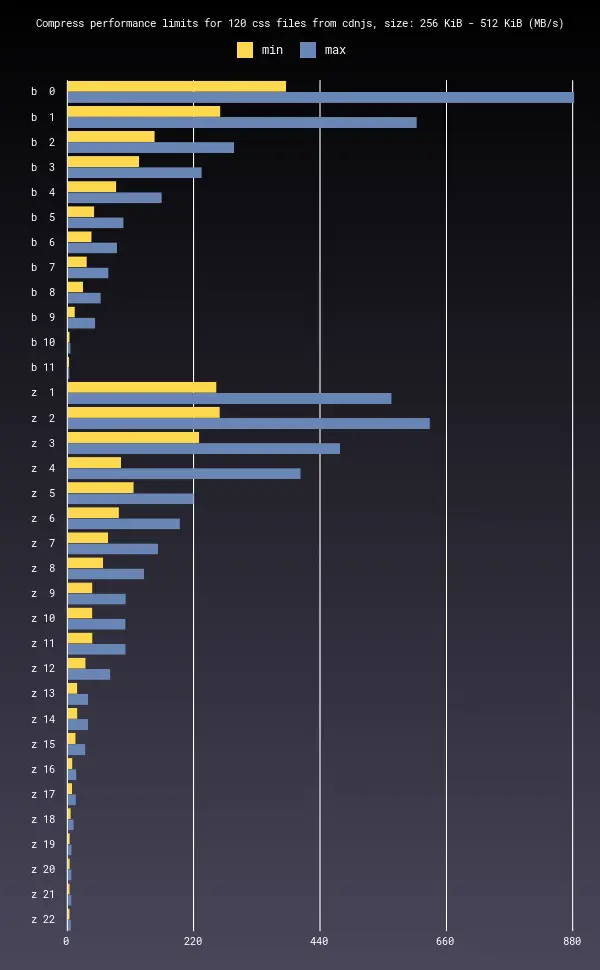 Compress performance limits for 120 css files from cdnjs, size: 256 KiB - 512 KiB (MB/s)
min max
b 0
b 1
b 2
b 3
b 4
b 5
b 6
b 7
b 8
b 9
b 10
b 11
z 1
z 2
z 3
z 4
z 5
z 6
z 7
z 8
z 9
z 10
z 11
z 12
z 13
z 14
z 15
z 16
z 17
z 18
z 19
z 20
z 21
z 22
0 220 440 660 880